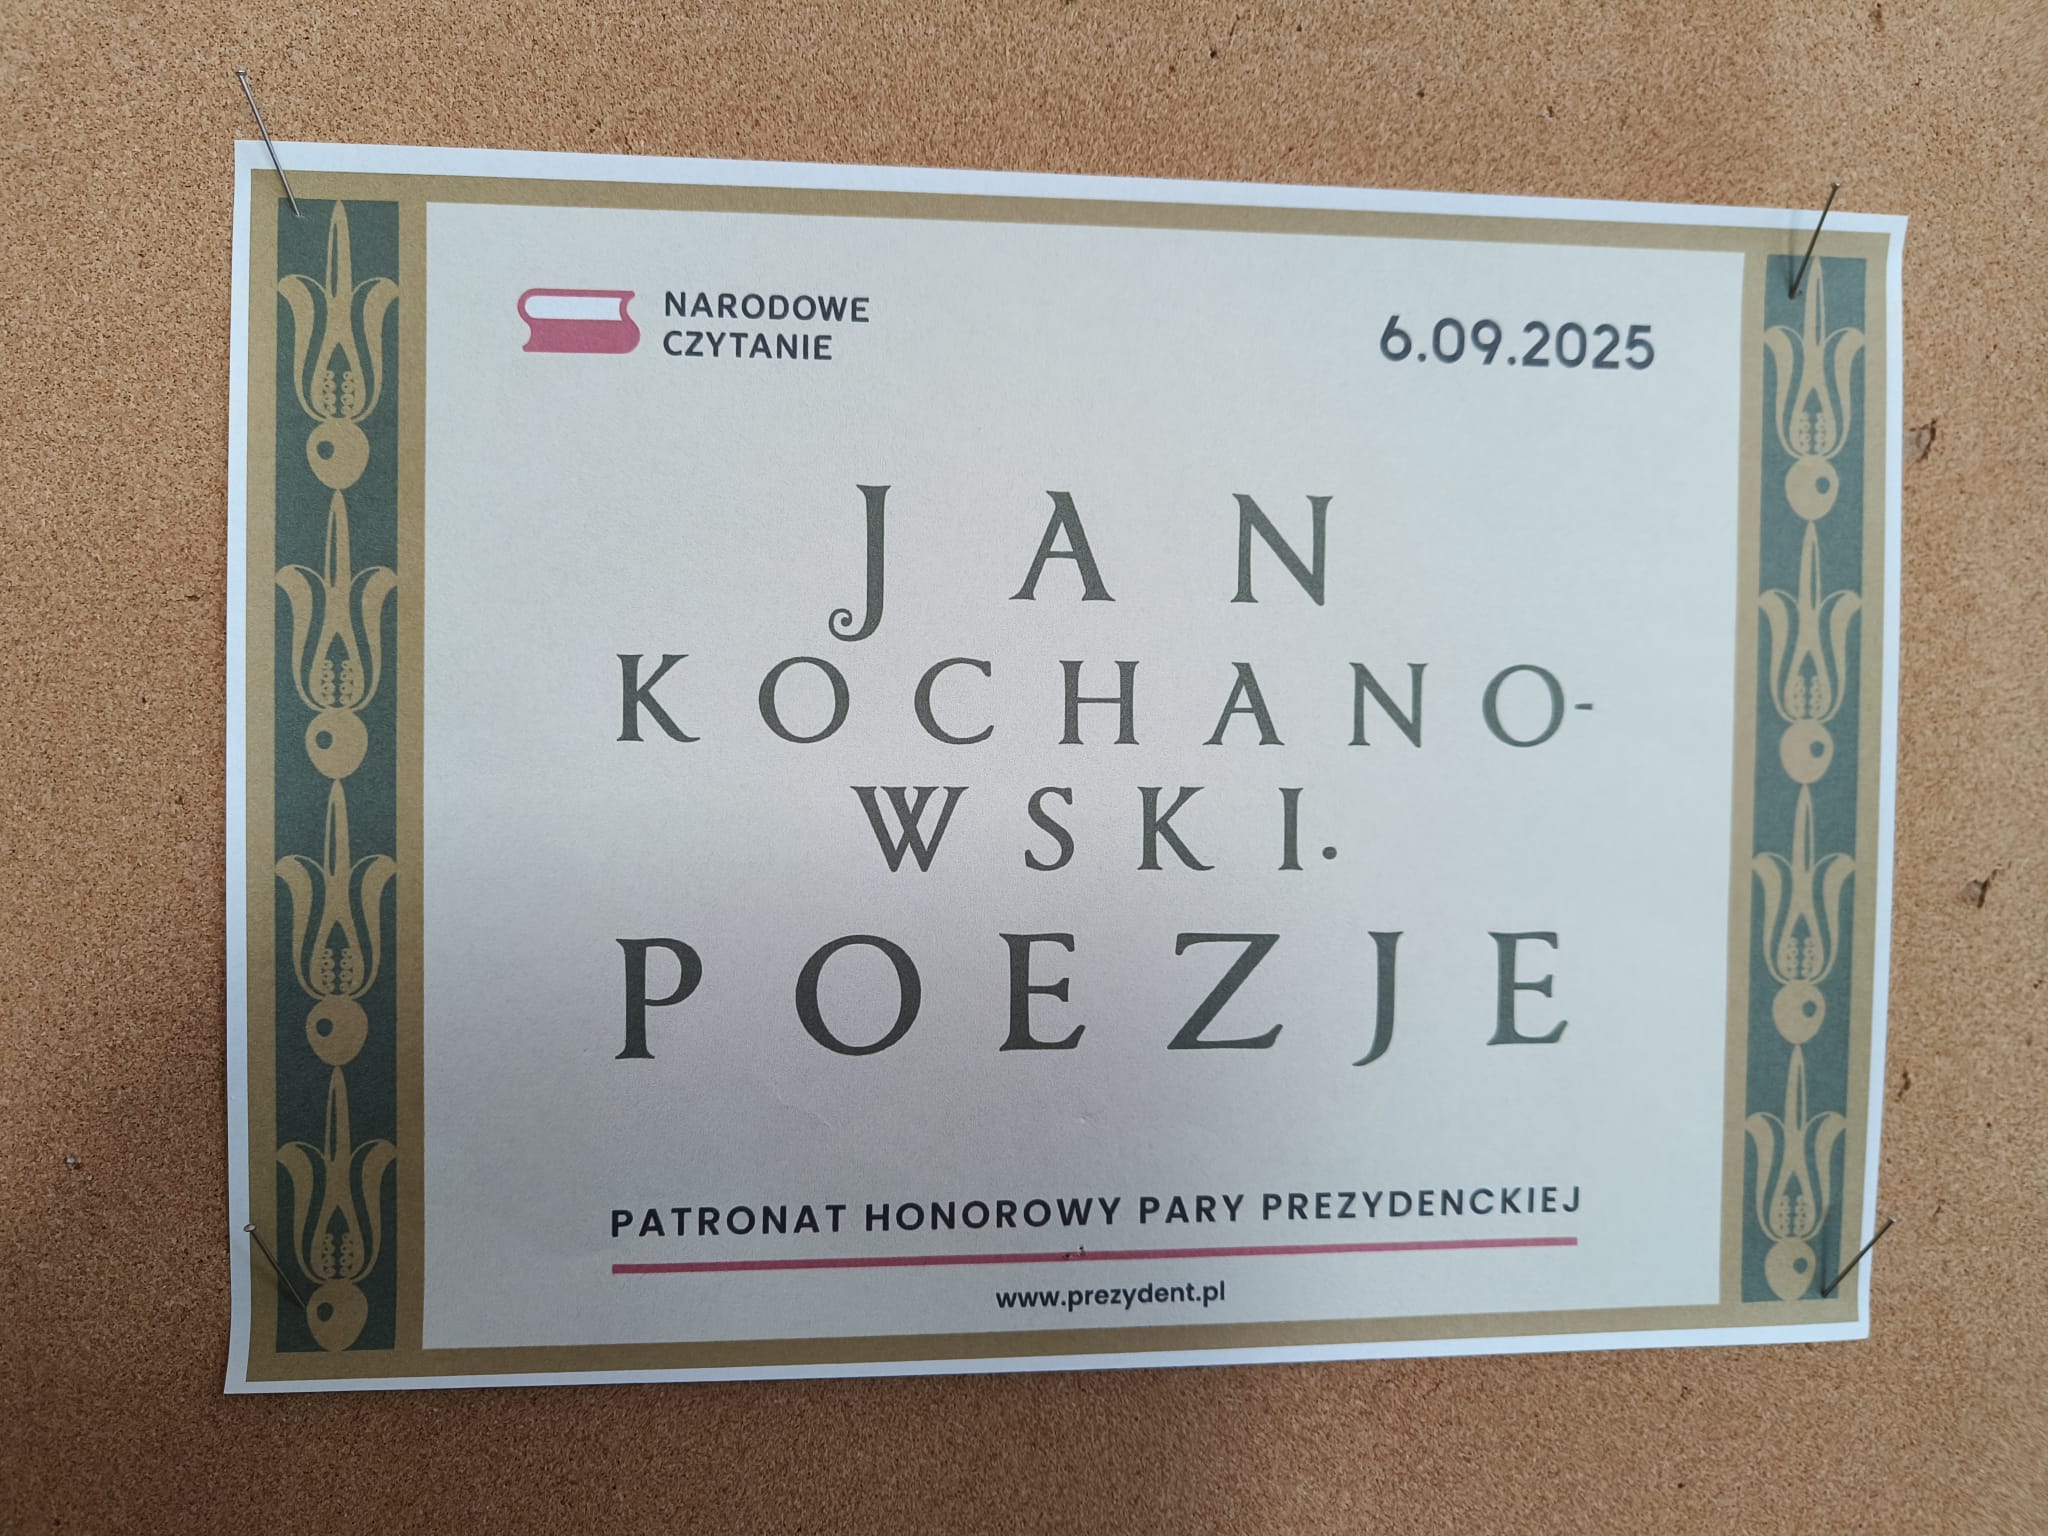 NARODOWE
CZYTANIE
6.09.2025
JAN
KOCHANO-
WSKI.
POEZJE
PATRONAT HONOROWY PARY PREZYDENCKIEJ
www.prezydent.pl